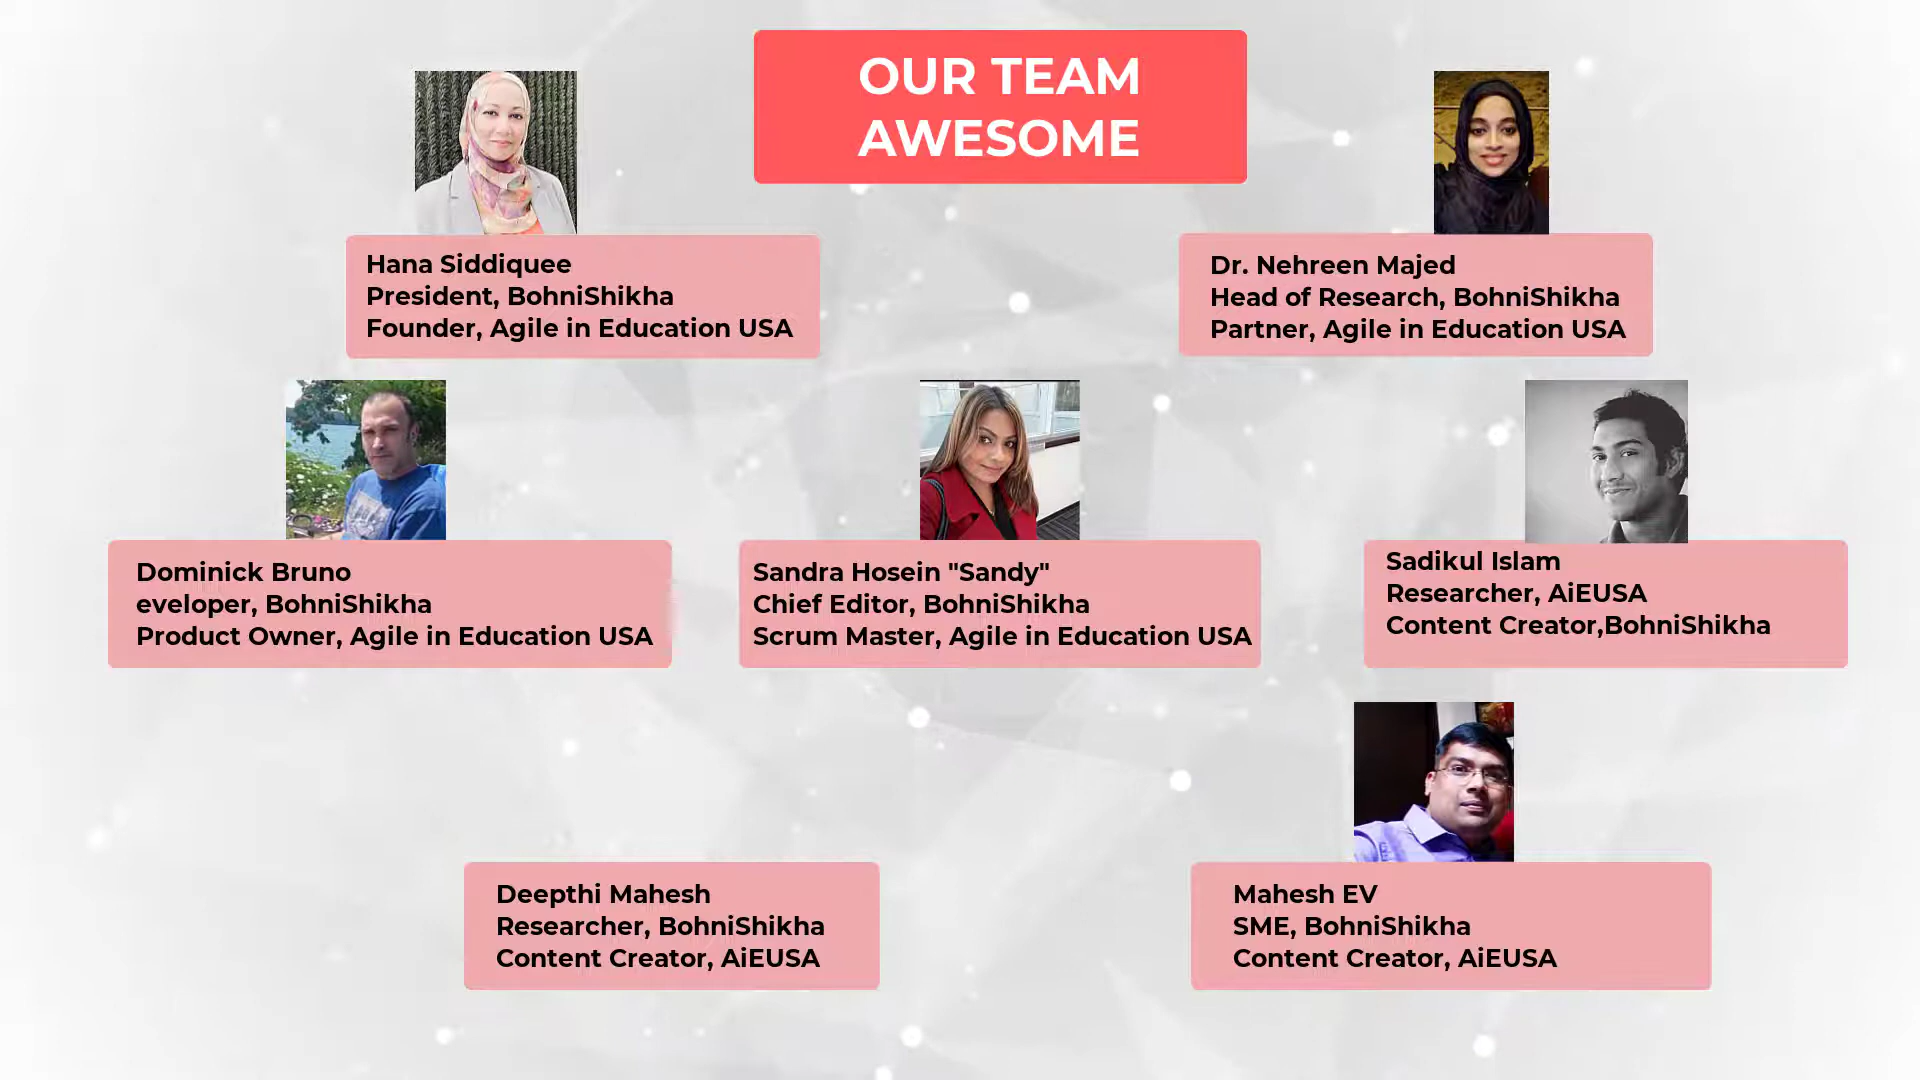 OUR TEAM
AWESOME
Hana Siddiquee
President, BohniShikha
Founder, Agile in Education USA
Dr. Nehreen Majed
Head of Research, BohniShikha
Partner, Agile in Education USA
Dominick Bruno
eveloper, BohniShikha
Product Owner, Agile in Education USA
Sandra Hosein "Sandy"
Chief Editor, BohniShikha
Scrum Master, Agile in Education USA
Sadikul Islam
Researcher, AiEUSA
Content Creator,BohniShikha
Deepthi Mahesh
Researcher, BohniShikha
Content Creator, AiEUSA
Mahesh EV
SME, BohniShikha
Content Creator, AiEUSA